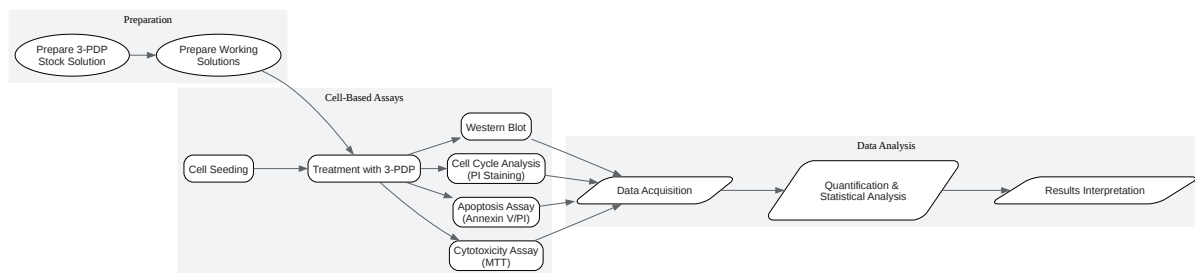 Preparation
Prepare 3-PDP
Stock Solution
Prepare Working
Solutions
Cell-Based Assays
Cell Seeding
Treatment with 3-PDP
Western Blot
Cell Cycle Analysis
(PI Staining)
Apoptosis Assay
(Annexin V/PI)
Cytotoxicity Assay
(MTT)
Data Analysis
Data Acquisition
Quantification &
Statistical Analysis
Results Interpretation